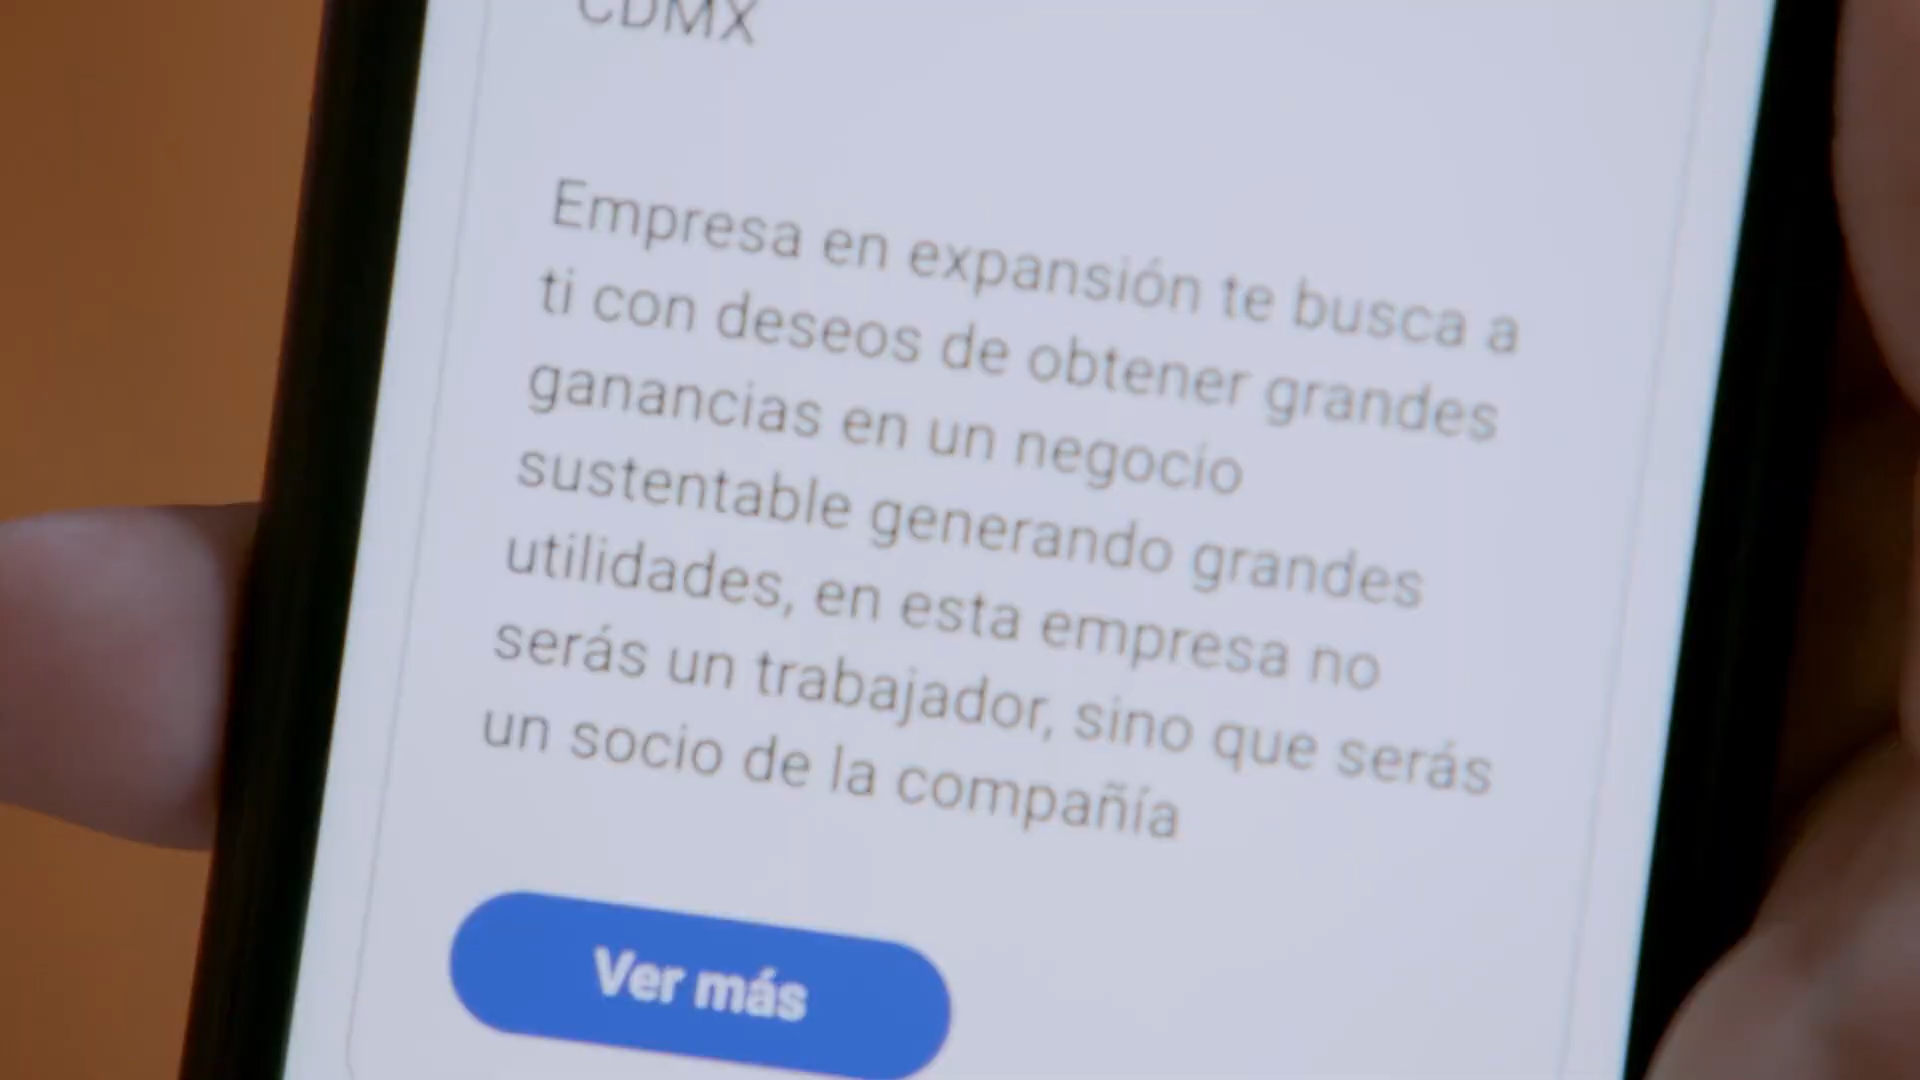 CDMX
Empresa en expansión te busca a
ti con deseos de obtener grandes
ganancias en un negocio
sustentable generando grandes
utilidades, en esta empresa no
serás un trabajador, sino que serás
un socio de la compañía
Ver más